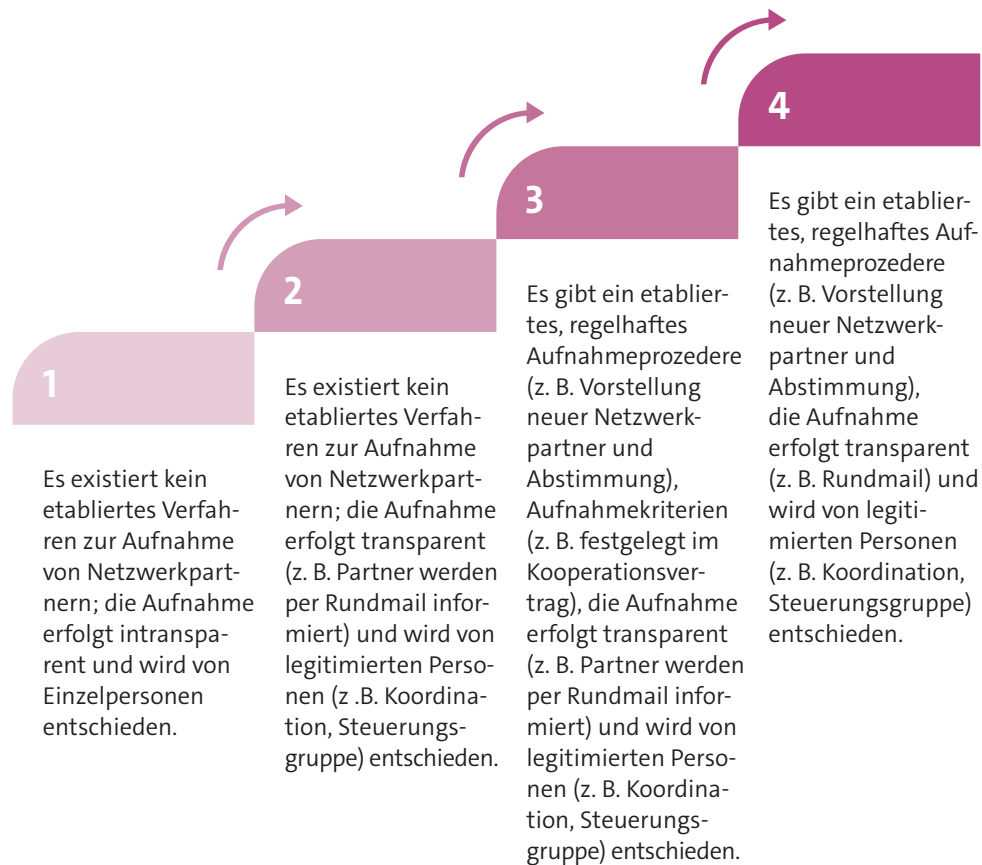 1
Es existiert kein
etabliertes Verfah-
ren zur Aufnahme
von Netzwerkpart-
nern; die Aufnahme
erfolgt intranspa-
rent und wird von
Einzelpersonen
entschieden.
2
Es existiert kein
etabliertes Verfah-
ren zur Aufnahme
von Netzwerkpart-
nern; die Aufnahme
erfolgt transparent
(z. B. Partner werden
per Rundmail infor-
miert) und wird von
legitimierten Perso-
nen (z .B. Koordina-
tion, Steuerungs-
gruppe) entschieden.
3
Es gibt ein etablier-
tes, regelhaftes
Aufnahmeprozedere
(z. B. Vorstellung
neuer Netzwerk-
partner und
Abstimmung),
Aufnahmekriterien
(z. B. festgelegt im
Kooperationsver-
trag), die Aufnahme
erfolgt transparent
(z. B. Partner werden
per Rundmail infor-
miert) und wird von
legitimierten Perso-
nen (z. B. Koordina-
tion, Steuerungs-
gruppe) entschieden.
4
Es gibt ein etablier-
tes, regelhaftes Auf-
nahmeprozedere
(z. B. Vorstellung
neuer Netzwerk-
partner und
Abstimmung),
die Aufnahme
erfolgt transparent
(z. B. Rundmail) und
wird von legiti-
mierten Personen
(z. B. Koordination,
Steuerungsgruppe)
entschieden.